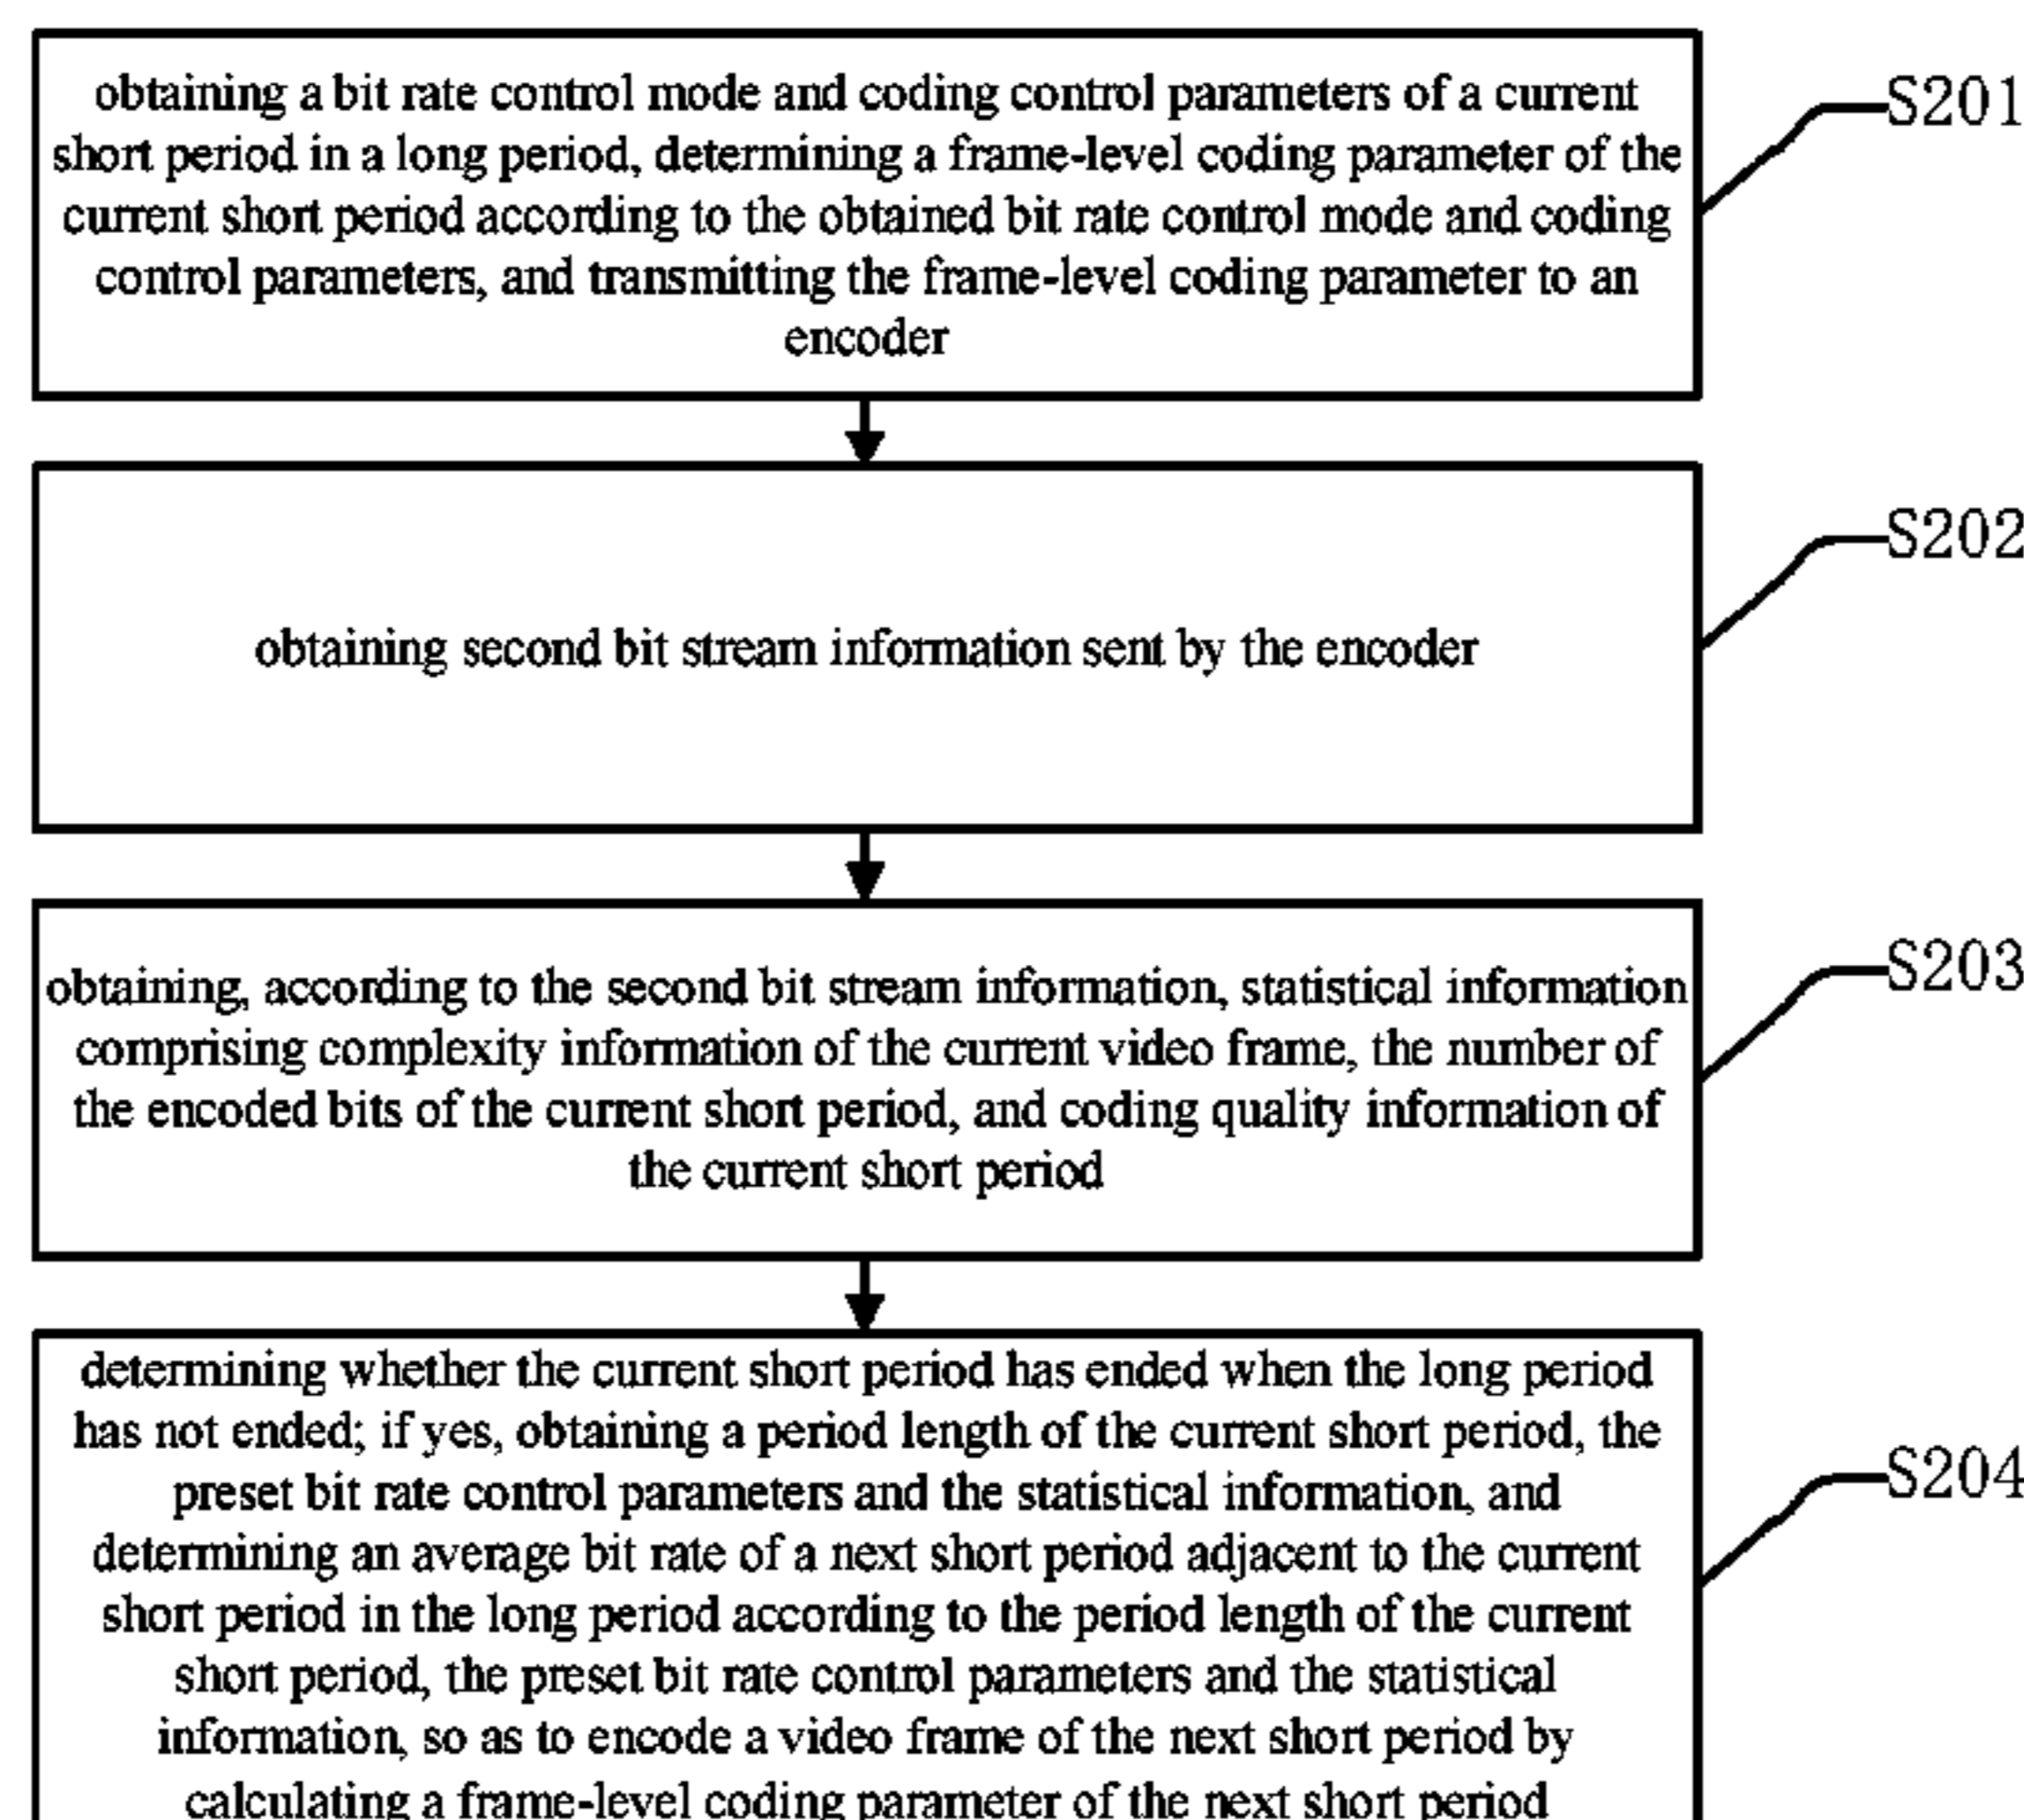 obtaining a bit rate control mode and coding control parameters of a current
short period in a long period, determining a frame-level coding parameter of the
current short period according to the obtained bit rate control mode and coding
control parameters, and transmitting the frame-level coding parameter to an
encoder
S201
obtaining second bit stream information sent by the encoder
S202
obtaining, according to the second bit stream information, statistical information
comprising complexity information of the current video frame, the number of
the encoded bits of the current short period, and coding quality information of
the current short period
S203
determining whether the current short period has ended when the long period
has not ended; if yes, obtaining a period length of the current short period, the
preset bit rate control parameters and the statistical information, and
determining an average bit rate of a next short period adjacent to the current
short period in the long period according to the period length of the current
short period, the preset bit rate control parameters and the statistical
information, so as to encode a video frame of the next short period by
calculating a frame-level coding parameter of the next short period
S204